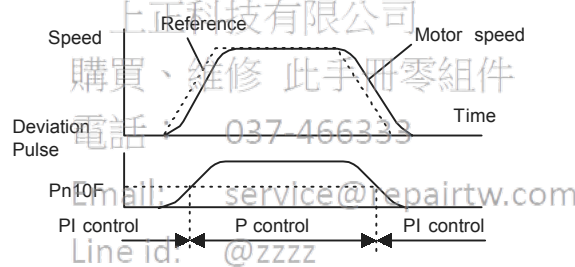 上正科技有限公司
Speed
Reference
Motor speed
購買、維修 此手冊零組件
Time
Deviation
Pulse
電話： 037-466333
Pn10F
Email: service@repairtw.com
PI control
P control
PI control
Line id: @zzzz